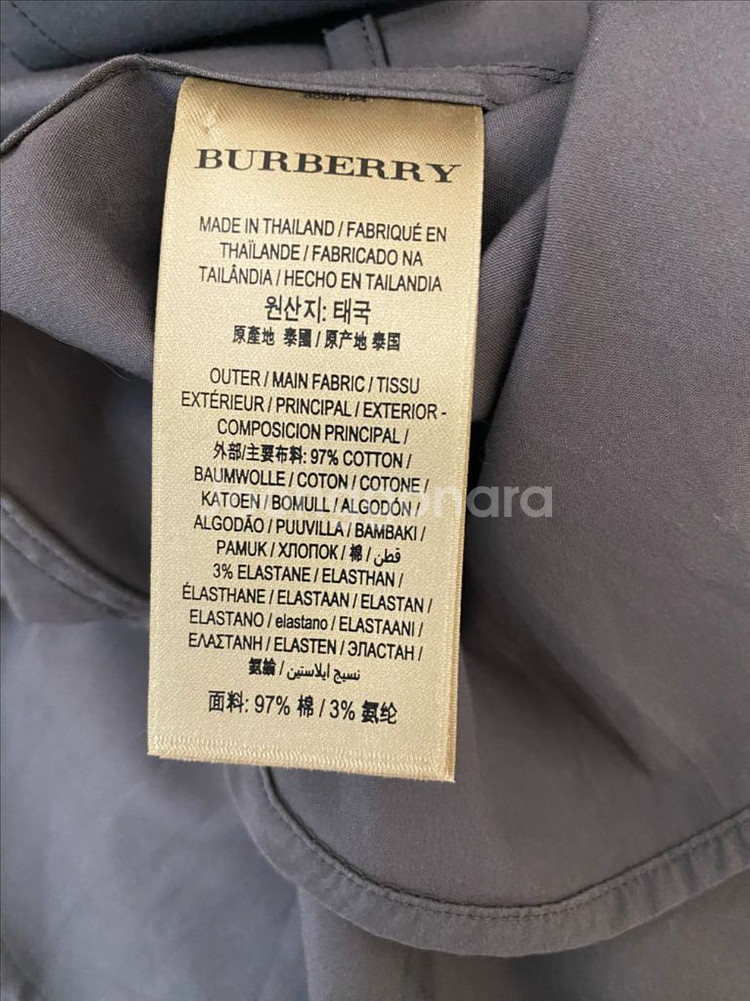 BURBERRY
MADE IN THAILAND / FABRIQUÉ EN
THAÏLANDE / FABRICADO NA
TAILÂNDIA / HECHO EN TAILANDIA
원산지: 태국
原產地 泰國 / 原产地 泰国
OUTER / MAIN FABRIC / TISSU
EXTÉRIEUR / PRINCIPAL / EXTERIOR -
COMPOSICION PRINCIPAL /
外部/主要布料: 97% COTTON /
BAUMWOLLE / COTON / COTONE /
KATOEN / BOMULL / ALGODÓN /
ALGODÃO / PUUVILLA / BAMBAKI /
PAMUK / ХЛОПОК / 棉 / قطن
3% ELASTANE / ELASTHAN /
ÉLASTHANE / ELASTAAN / ELASTAN /
ELASTANO / elastano / ELASTAANI /
ΕΛΑΣΤΑΝΗ / ELASTEN / ЭЛАСТАН /
氨綸 / نسيج ايلاستين
面料: 97% 棉 / 3% 氨纶